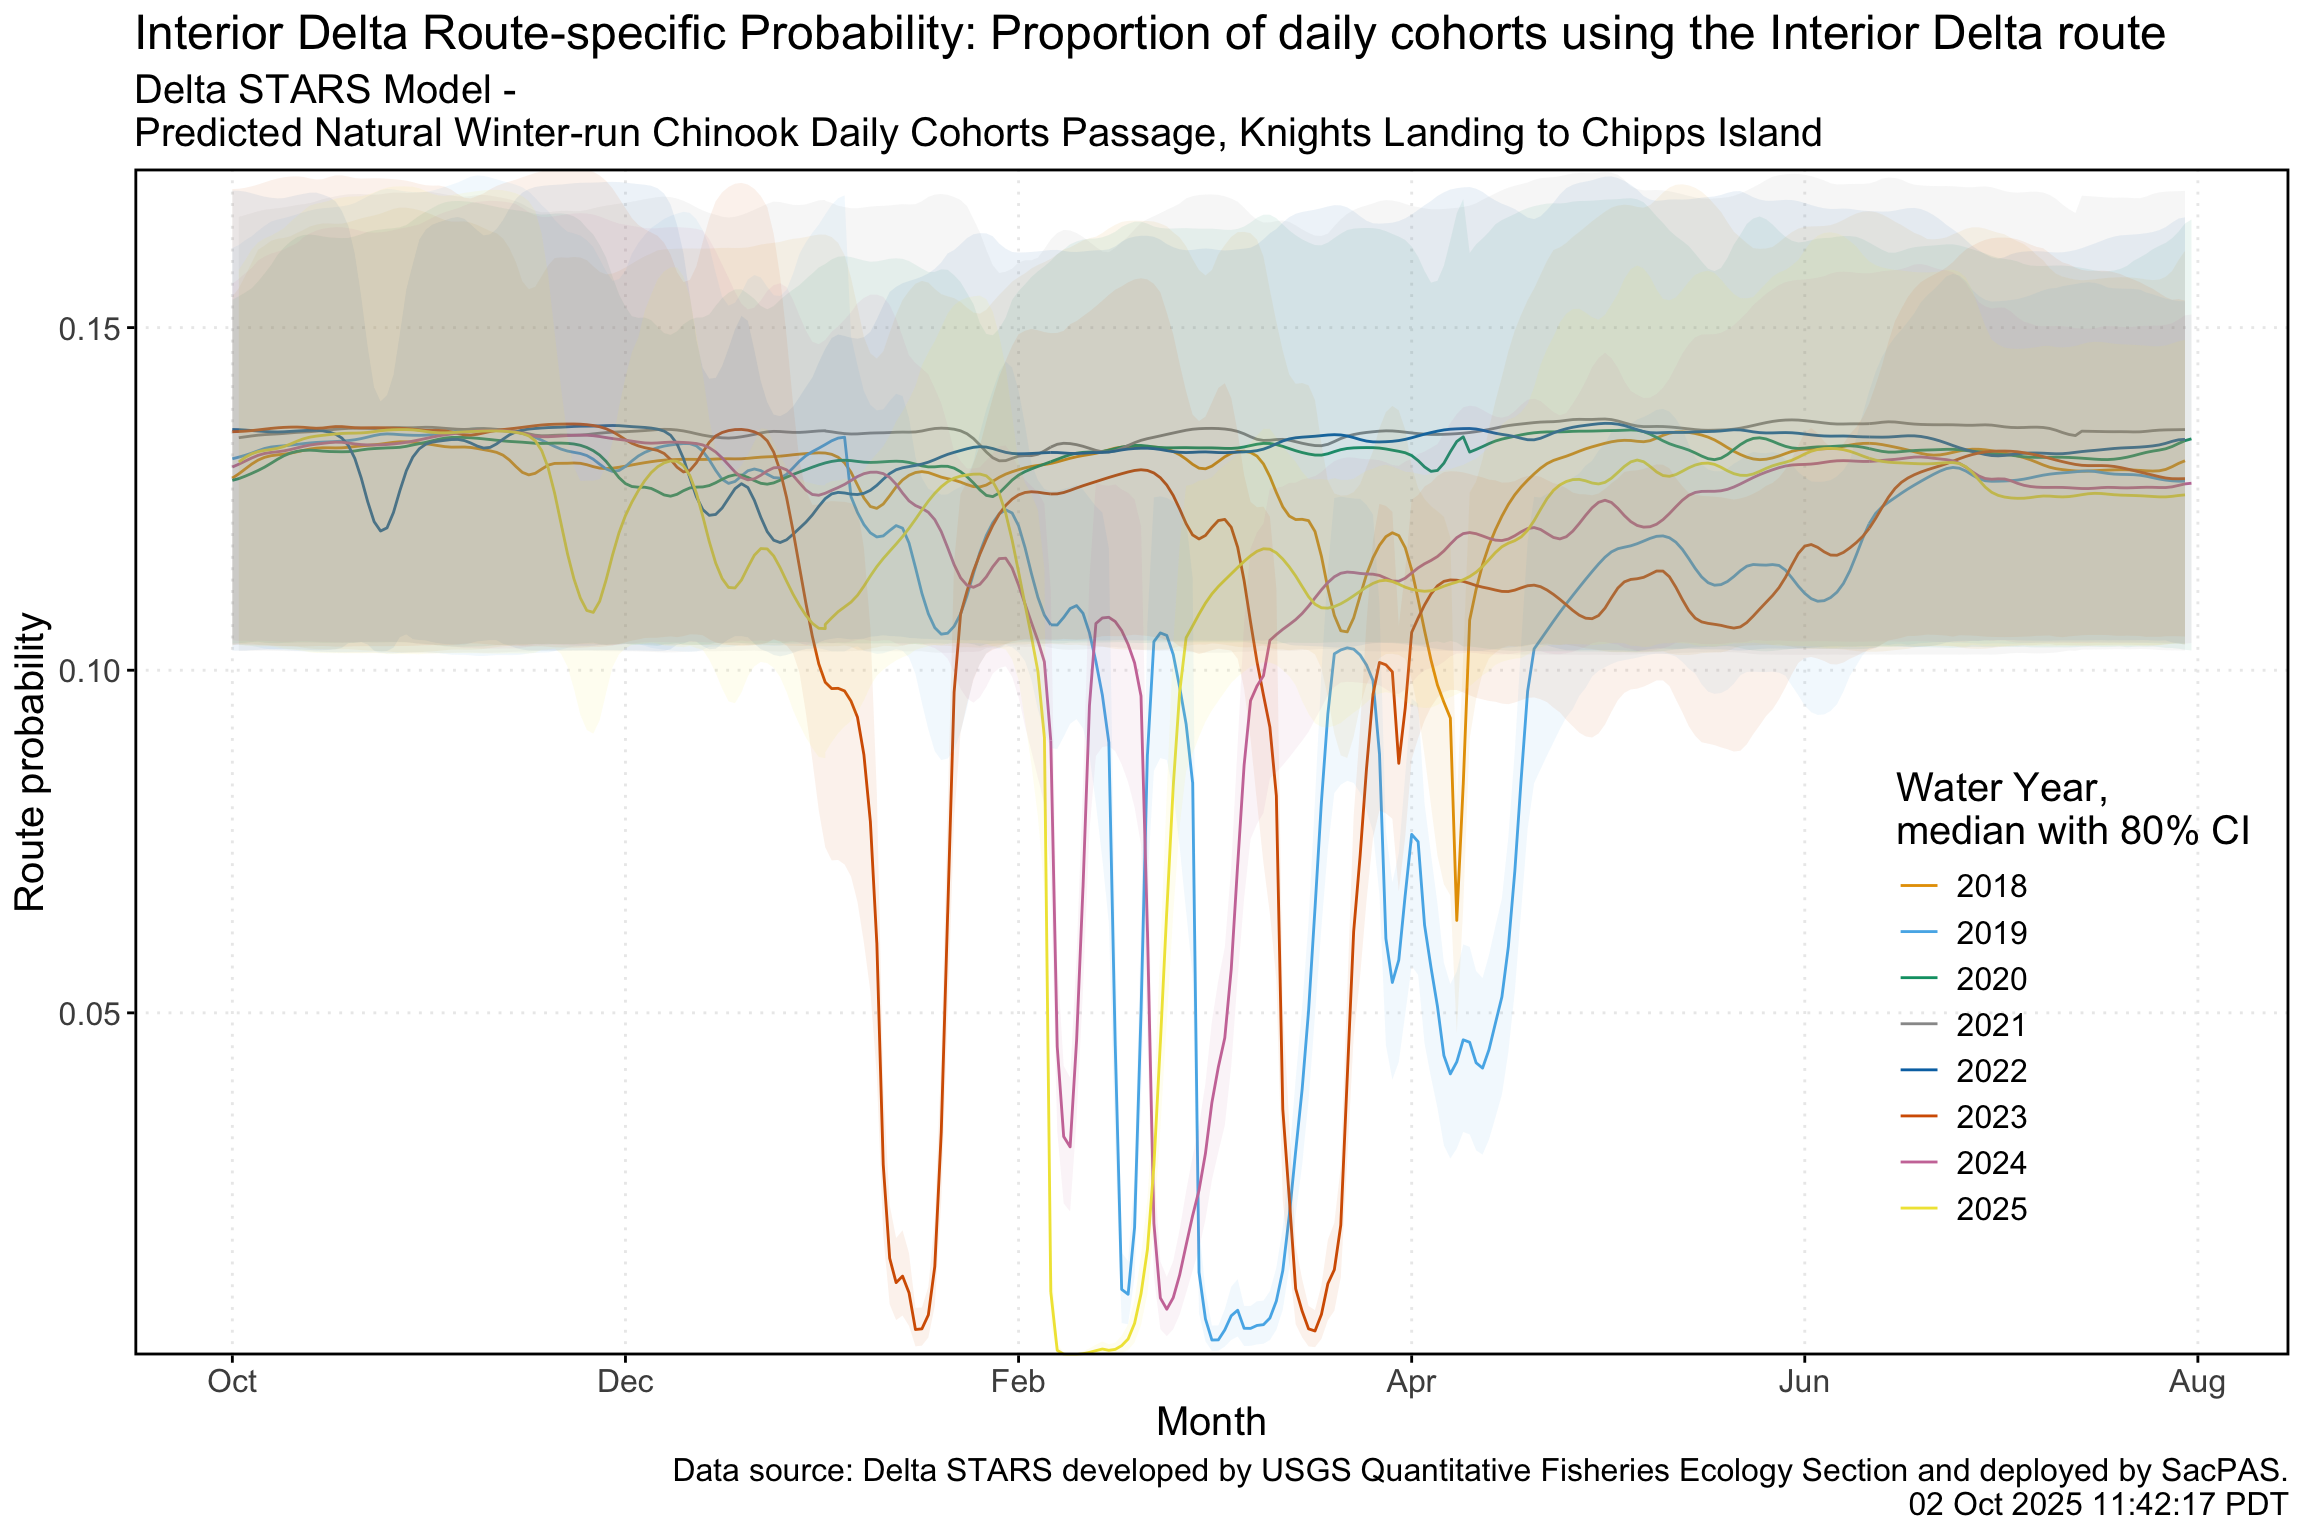 Interior Delta Route-specific Probability: Proportion of daily cohorts using the Interior Delta route
Delta STARS Model -
Predicted Natural Winter-run Chinook Daily Cohorts Passage, Knights Landing to Chipps Island
Route probability
0.15
0.10
0.05
Water Year,
median with 80% CI
2018
2019
2020
2021
2022
2023
2024
2025
Oct
Dec
Feb
Apr
Jun
Aug
Month
Data source: Delta STARS developed by USGS Quantitative Fisheries Ecology Section and deployed by SacPAS.
02 Oct 2025 11:42:17 PDT